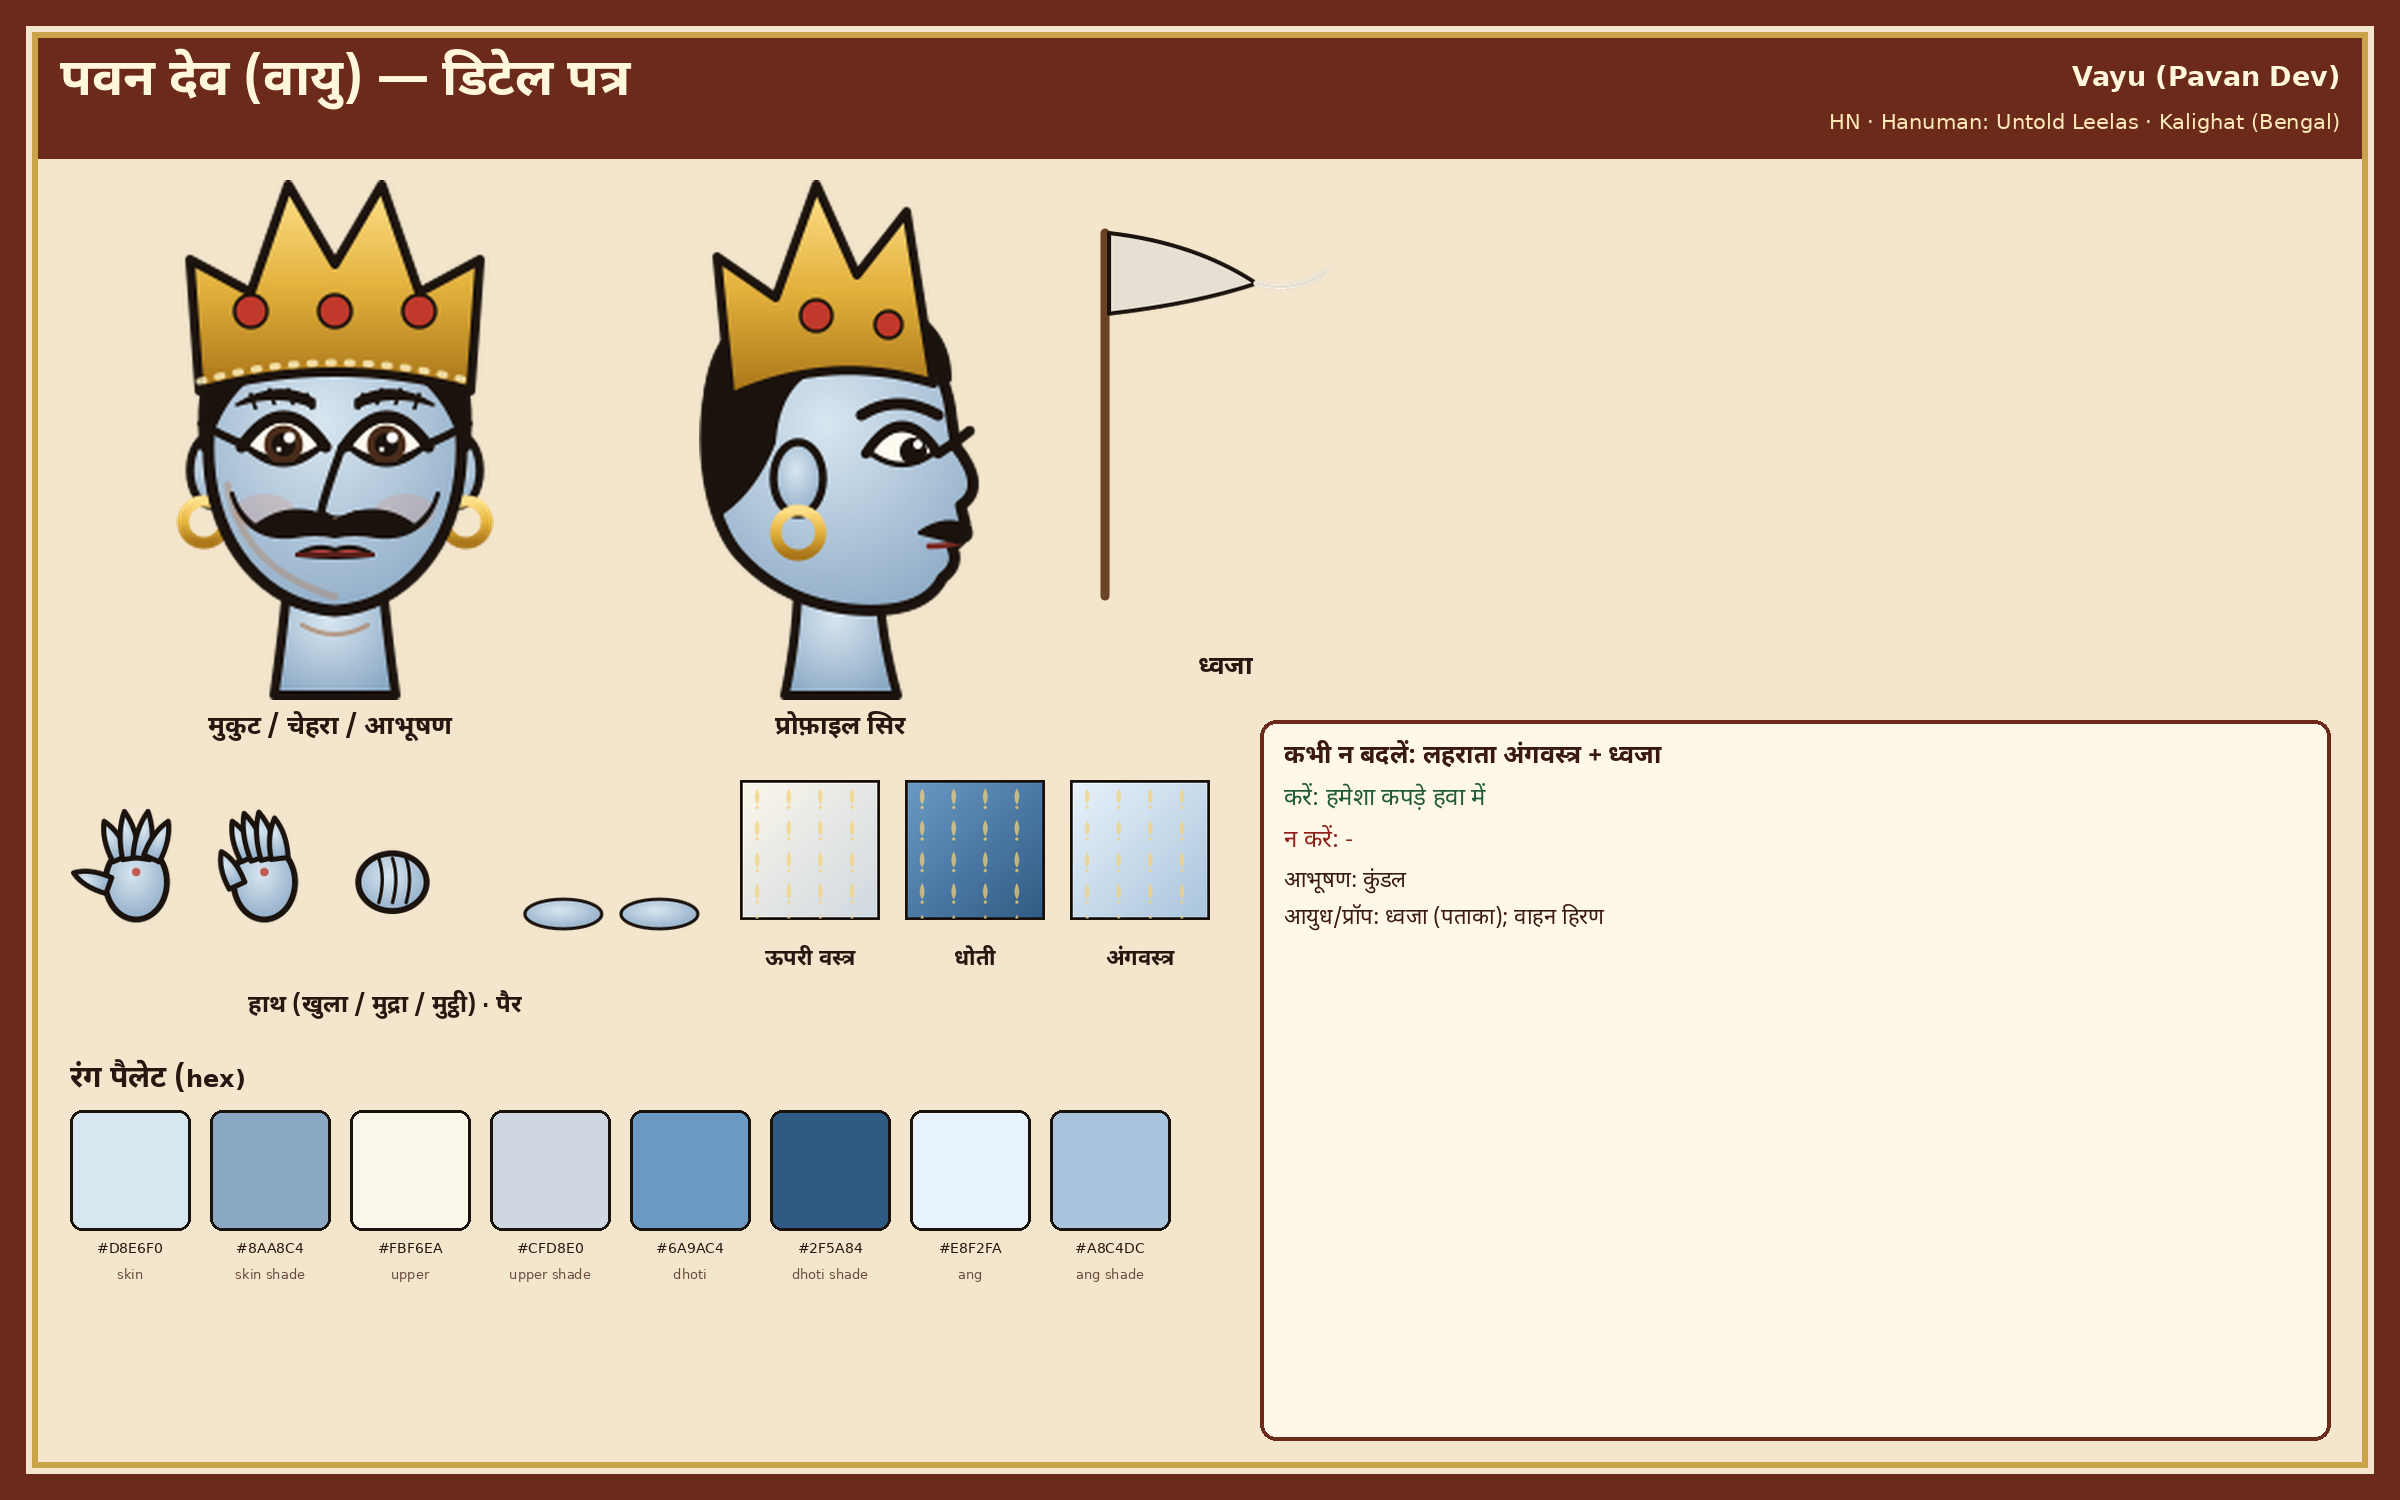 पवन देव (वायु) — डिटेल पत्र
Vayu (Pavan Dev)
HN · Hanuman: Untold Leelas · Kalighat (Bengal)
ध्वजा
मुकुट / चेहरा / आभूषण
प्रोफ़ाइल सिर
कभी न बदलें: लहराता अंगवस्त्र + ध्वजा
करें: हमेशा कपड़े हवा में
न करें: -
आभूषण: कुंडल
आयुध/प्रॉप: ध्वजा (पताका); वाहन हिरण
ऊपरी वस्त्र
धोती
अंगवस्त्र
हाथ (खुला / मुद्रा / मुट्ठी) · पैर
रंग पैलेट (hex)
#D8E6F0 #8AA8C4 #FBF6EA #CFD8E0 #6A9AC4 #2F5A84 #E8F2FA #A8C4DC
skin skin shade upper upper shade dhoti dhoti shade ang ang shade